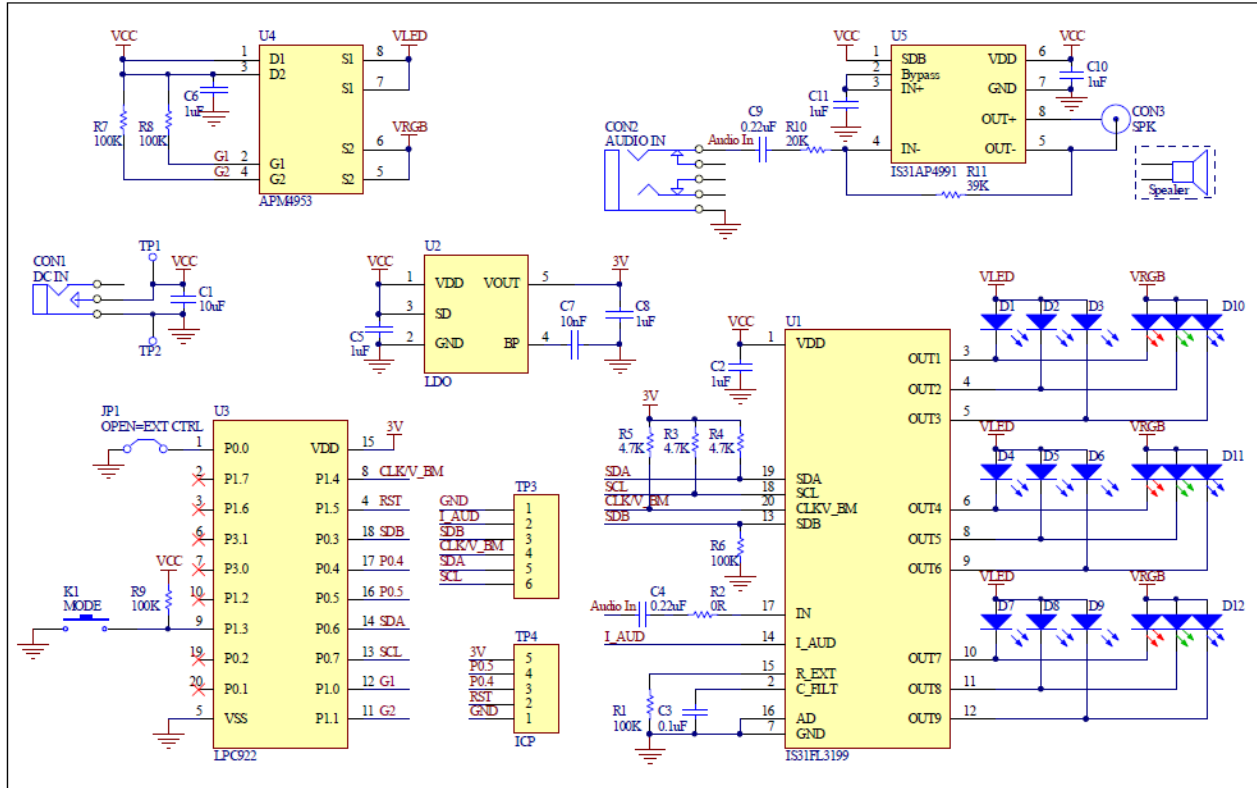 U4
VCC
VLED
1 D1 S1 8
3 D2
S1 7
C6
1uF
R7
100K
R8
100K
VRGB
S2 6
G1 2 G1
G2 4 G2 S2 5
APM4953
U5
VCC
VCC
1 SDB VDD 6
2 Bypass
3 IN+ GND 7
C10
1uF
C11
1uF
OUT+ 8
CON3
SPK
CON2
AUDIO IN
Audio In
C9
0.22uF
R10
20K
4 IN- OUT- 5
IS31AP4991
R11
39K
Speaker
CON1
DC IN
TP1
VCC
C1
10uF
TP2
U2
VCC
3V
1 VDD VOUT 5
3 SD
2 GND BP 4
C5
1uF
C7
10nF
C8
1uF
LDO
U3
JP1
OPEN=EXT CTRL
3V
1 P0.0 VDD 15
2 P1.7 P1.4 8 CLK/V_BM
3 P1.6 P1.5 4 RST
6 P3.1 P0.3 18 SDB
7 P3.0 P0.4 17 P0.4
10 P1.2 P0.5 16 P0.5
9 P1.3 P0.6 14 SDA
19 P0.2 P0.7 13 SCL
20 P0.1 P1.0 12 G1
5 VSS P1.1 11 G2
LPC922
VCC
K1
MODE
R9
100K
TP3
GND 1
I_AUD 2
SDB 3
CLK/V_BM 4
SDA 5
SCL 6
TP4
3V 5
P0.5 4
P0.4 3
RST 2
GND 1
ICP
U1
VCC
1 VDD
C2
1uF
3V
R5
4.7K
R3
4.7K
R4
4.7K
SDA 19 SDA
SCL 18 SCL
CLK/V_BM 20 CLKV_BM
SDB 13 SDB
R6
100K
Audio In
C4
0.22uF
R2
0R
17 IN
I_AUD 14 I_AUD
15 R_EXT
2 C_FILT
R1
100K
C3
0.1uF
16 AD
7 GND
IS31FL3199
OUT1 3
OUT2 4
OUT3 5
OUT4 6
OUT5 8
OUT6 9
OUT7 10
OUT8 11
OUT9 12
VLED VRGB
D1 D2 D3 D10
VLED VRGB
D4 D5 D6 D11
VLED VRGB
D7 D8 D9 D12